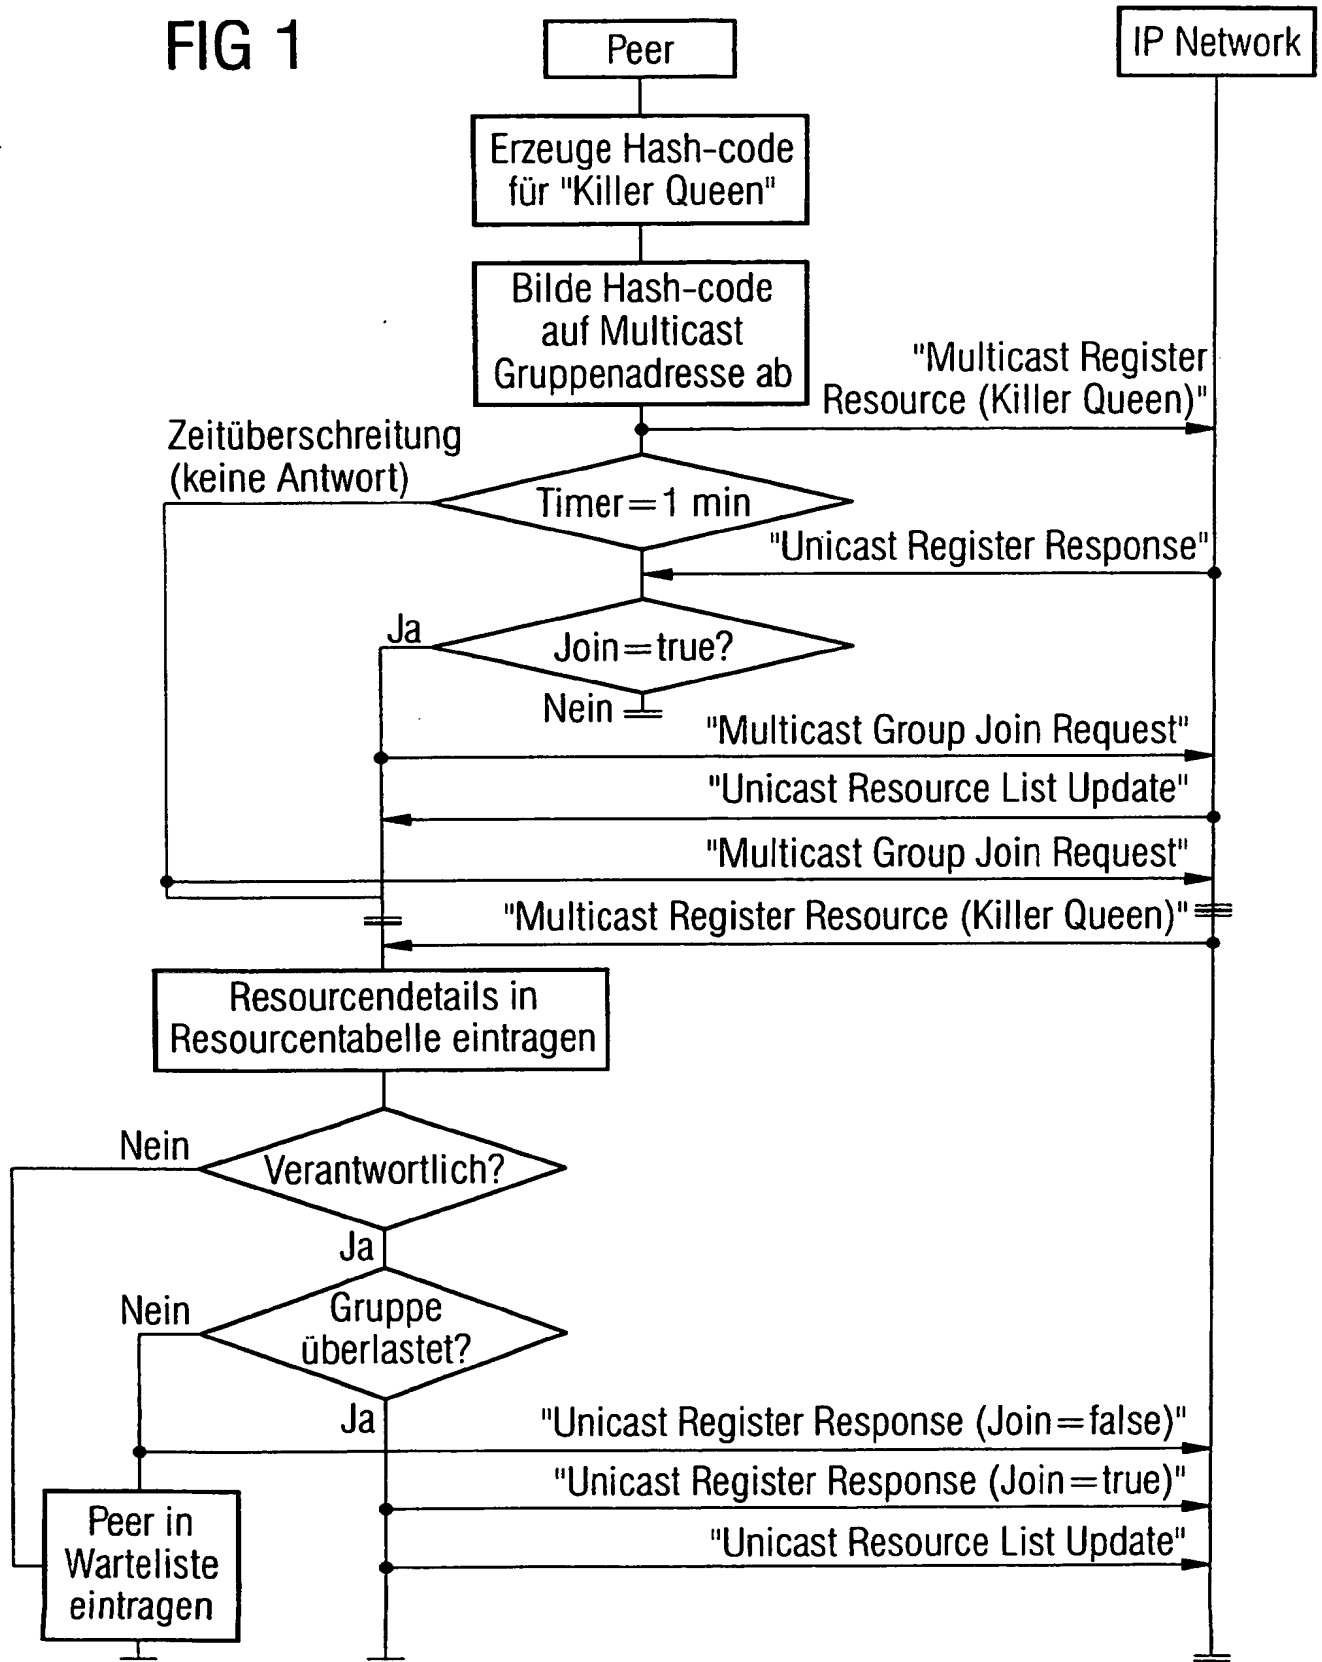 FIG 1
Peer
IP Network
Erzeuge Hash-code
für "Killer Queen"
Bilde Hash-code
auf Multicast
Gruppenadresse ab
"Multicast Register
Resource (Killer Queen)"
Zeitüberschreitung
(keine Antwort)
Timer=1 min
"Unicast Register Response"
Ja
Join=true?
Nein
"Multicast Group Join Request"
"Unicast Resource List Update"
"Multicast Group Join Request"
"Multicast Register Resource (Killer Queen)"
Resourcendetails in
Resourcentabelle eintragen
Nein
Verantwortlich?
Ja
Nein
Gruppe
überlastet?
Ja
"Unicast Register Response (Join=false)"
"Unicast Register Response (Join=true)"
"Unicast Resource List Update"
Peer in
Warteliste
eintragen